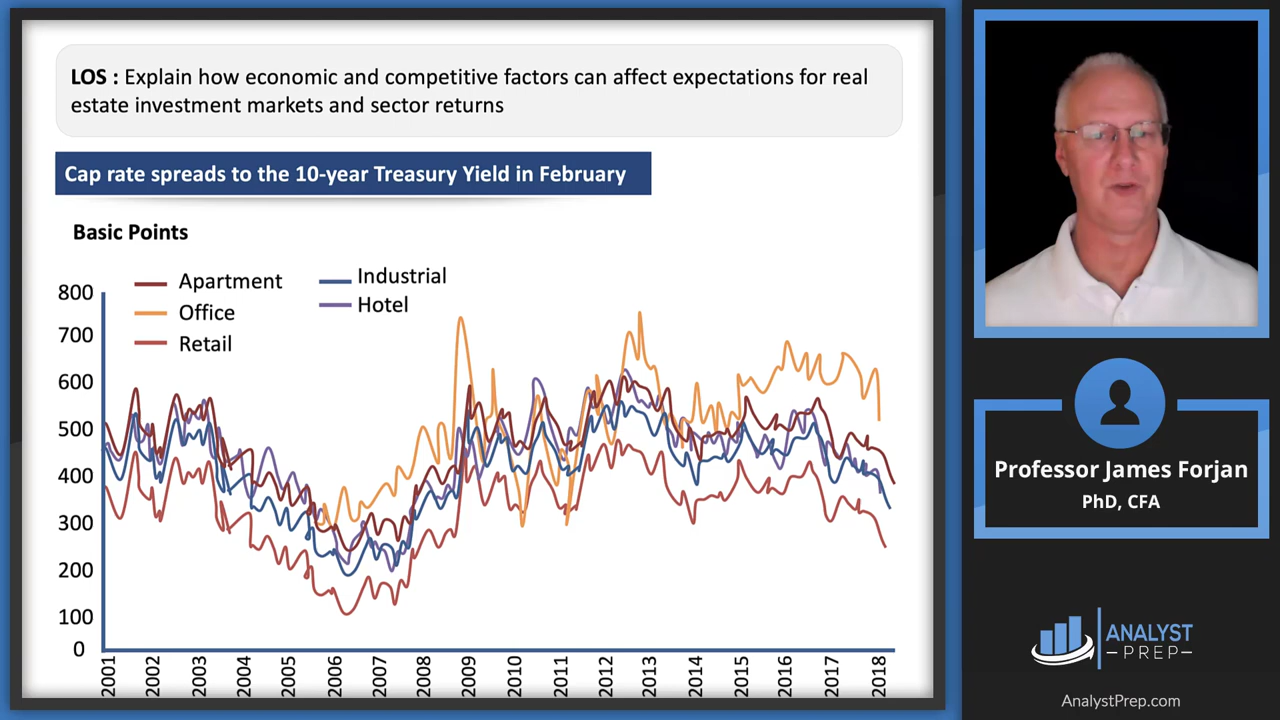 LOS : Explain how economic and competitive factors can affect expectations for real
estate investment markets and sector returns
Cap rate spreads to the 10-year Treasury Yield in February
Basic Points
Apartment
Office
Retail
Industrial
Hotel
800
700
600
500
400
300
200
100
0
2001
2002
2003
2004
2005
2006
2007
2008
2009
2010
2011
2012
2013
2014
2015
2016
2017
2018
Professor James Forjan
PhD, CFA
ANALYST
PREP
AnalystPrep.com